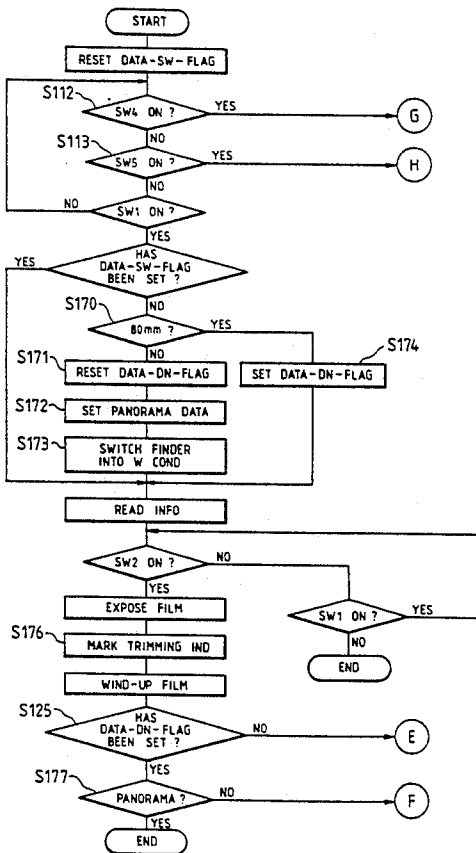 START
RESET DATA-SW-FLAG
S112
SW4 ON ?
YES
G
NO
S113
SW5 ON ?
YES
H
NO
NO
SW1 ON ?
YES
YES
HAS
DATA-SW-FLAG
BEEN SET ?
NO
S170
80mm ?
YES
S174
NO
S171
RESET DATA-DN-FLAG
SET DATA-DN-FLAG
S172
SET PANORAMA DATA
S173
SWITCH FINDER
INTO W COND
READ INFO
SW2 ON ?
NO
YES
EXPOSE FILM
SW1 ON ?
YES
NO
S176
MARK TRIMMING IND
END
WIND-UP FILM
S125
HAS
DATA-DN-FLAG
BEEN SET ?
NO
E
YES
S177
PANORAMA ?
NO
F
YES
END